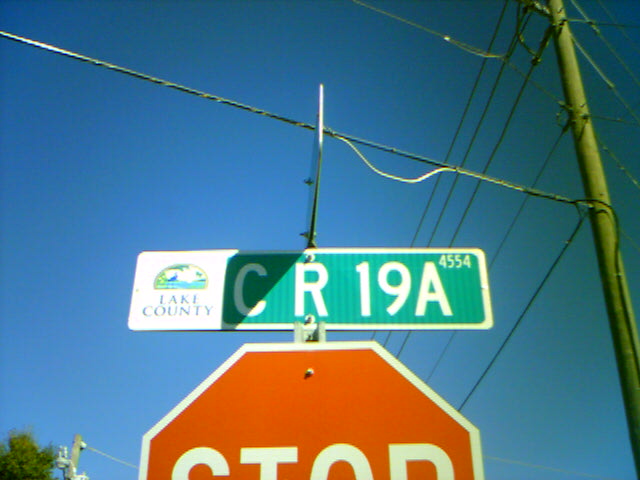 LAKE
COUNTY
C R 19A 4554
STOP